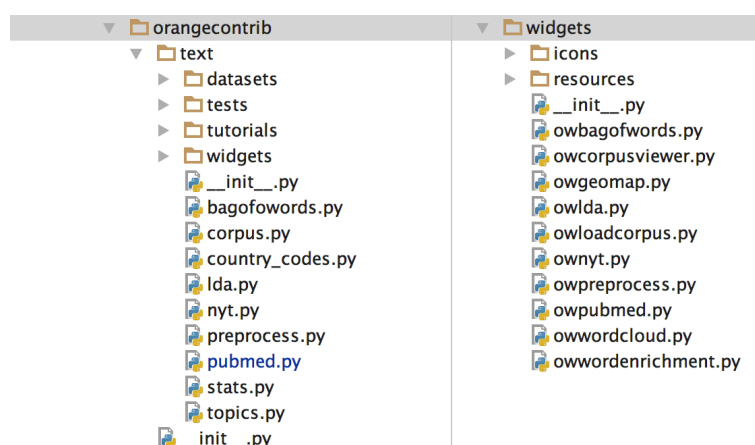 orangecontrib
text
datasets
tests
tutorials
widgets
__init__.py
bagofowords.py
corpus.py
country_codes.py
lda.py
nyt.py
preprocess.py
pubmed.py
stats.py
topics.py
__init__.py
widgets
icons
resources
__init__.py
owbagofwords.py
owcorpusviewer.py
owgeomap.py
owlda.py
owloadcorpus.py
ownyt.py
owpreprocess.py
owpubmed.py
owwordcloud.py
owwordenrichment.py